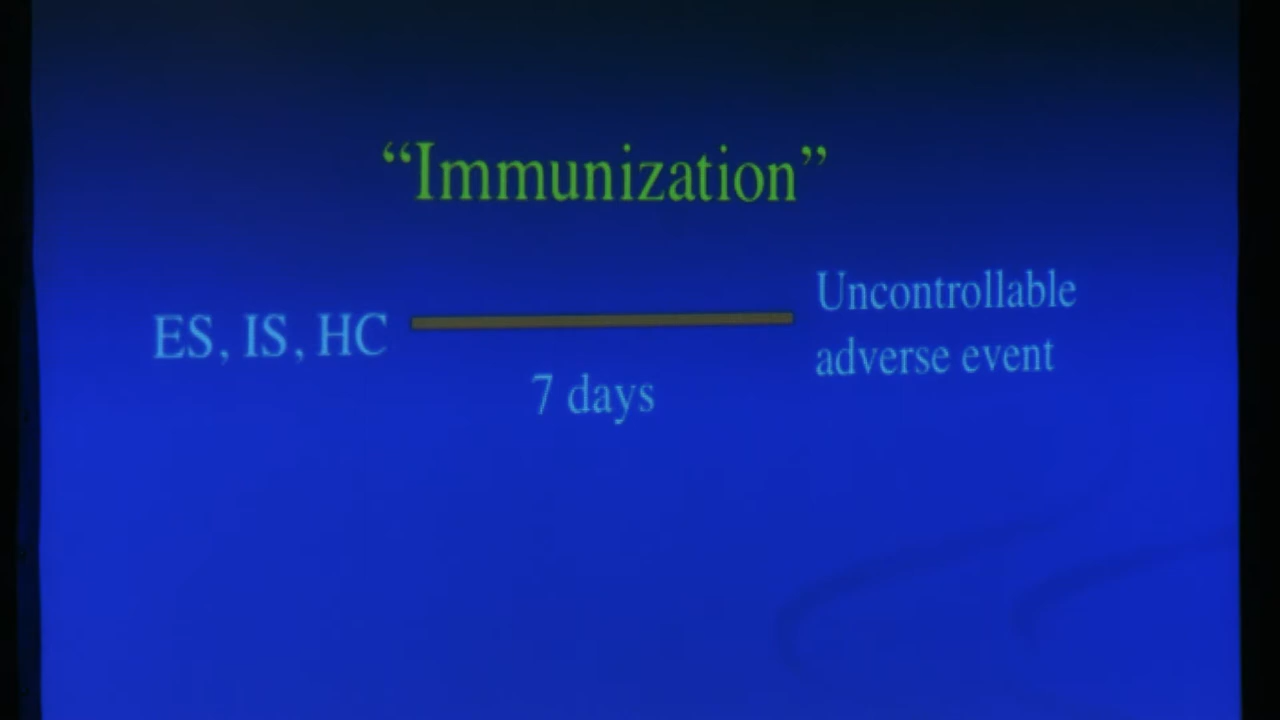 “Immunization”
ES, IS, HC
7 days
Uncontrollable
adverse event